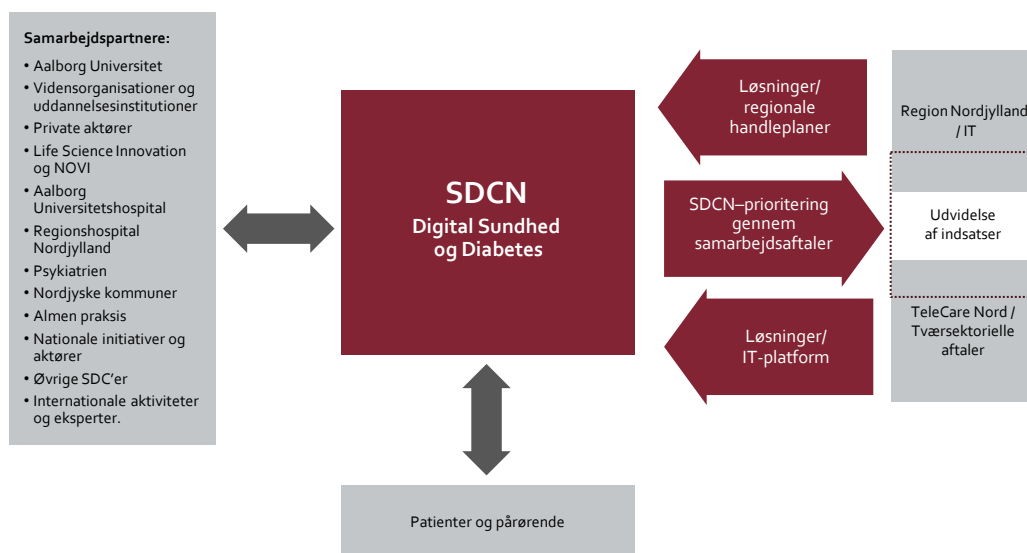 Samarbejdspartnere:
• Aalborg Universitet
• Vidensorganisationer og
uddannelsesinstitutioner
• Private aktører
• Life Science Innovation
og NOVI
• Aalborg
Universitetshospital
• Regionshospital
Nordjylland
• Psykiatrien
• Nordjyske kommuner
• Almen praksis
• Nationale initiativer og
aktører
• Øvrige SDC'er
• Internationale aktiviteter
og eksperter.
SDCN
Digital Sundhed
og Diabetes
Patienter og pårørende
Løsninger/
regionale
handleplaner
SDCN–prioritering
gennem
samarbejdsaftaler
Løsninger/
IT-platform
Region Nordjylland
/ IT
Udvidelse
af indsatser
TeleCare Nord /
Tværsektorielle
aftaler